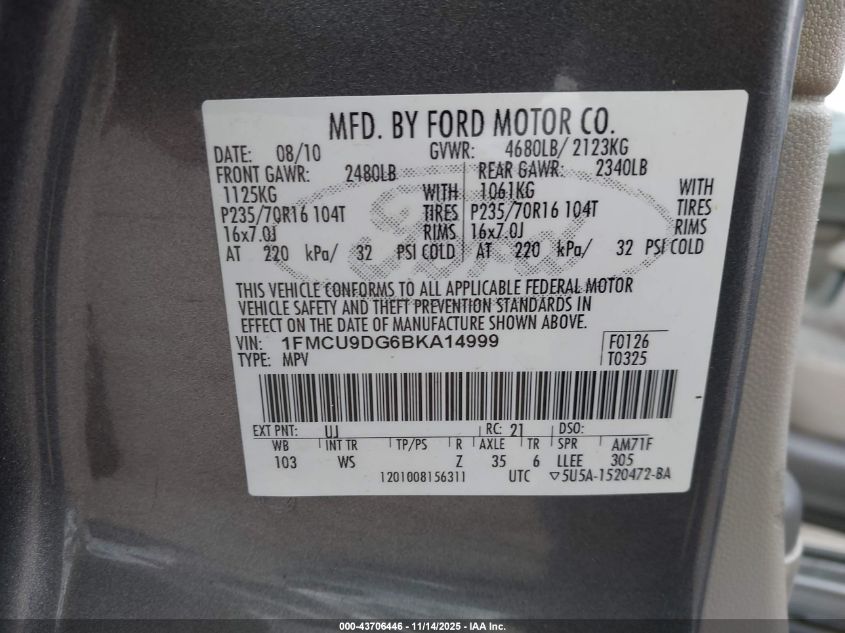 MFD. BY FORD MOTOR CO.
DATE: 08/10 GVWR: 4680LB/ 2123KG
FRONT GAWR: 2480LB REAR GAWR: 2340LB
1125KG WITH 1061KG WITH
P235/70R16 104T TIRES P235/70R16 104T TIRES
16x7.0J RIMS 16x7.0J RIMS
AT 220 kPa/ 32 PSI COLD AT 220 kPa/ 32 PSI COLD
Ford
THIS VEHICLE CONFORMS TO ALL APPLICABLE FEDERAL MOTOR
VEHICLE SAFETY AND THEFT PREVENTION STANDARDS IN
EFFECT ON THE DATE OF MANUFACTURE SHOWN ABOVE.
VIN: 1FMCU9DG6BKA14999 F0126
TYPE: MPV T0325
EXT PNT: UJ RC: 21 DSO:
WB INT TR TP/PS R AXLE TR SPR AM71F
103 WS Z 35 6 LLEE 305
1201008156311 UTC ▽5U5A-1520472-BA
000-43706446 - 11/14/2025 - IAA Inc.